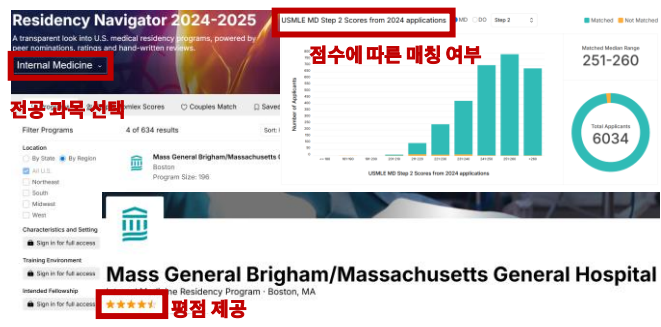 Residency Navigator 2024-2025
A transparent look into U.S. medical residency programs, powered by
peer nominations, ratings and hand-written reviews.
Internal Medicine
전공 과목 선택
Comlex Scores
Couples Match
Saved
Filter Programs
4 of 634 results
Sort:
Location
By State
By Region
All U.S.
Northeast
South
Midwest
West
Mass General Brigham/Massachusetts
Boston
Program Size: 196
Characteristics and Setting
Sign in for full access
Training Environment
Sign in for full access
Intended Fellowship
Sign in for full access
USMLE MD Step 2 Scores from 2024 applications
MD
DO
Step 2
Matched
Not Matched
점수에 따른 매칭 여부
Number of Applicants
USMLE MD Step 2 Scores from 2024 applications
Matched Median Range
251-260
Total Applicants
6034
Mass General Brigham/Massachusetts General Hospital
Medicine Residency Program · Boston, MA
평점 제공